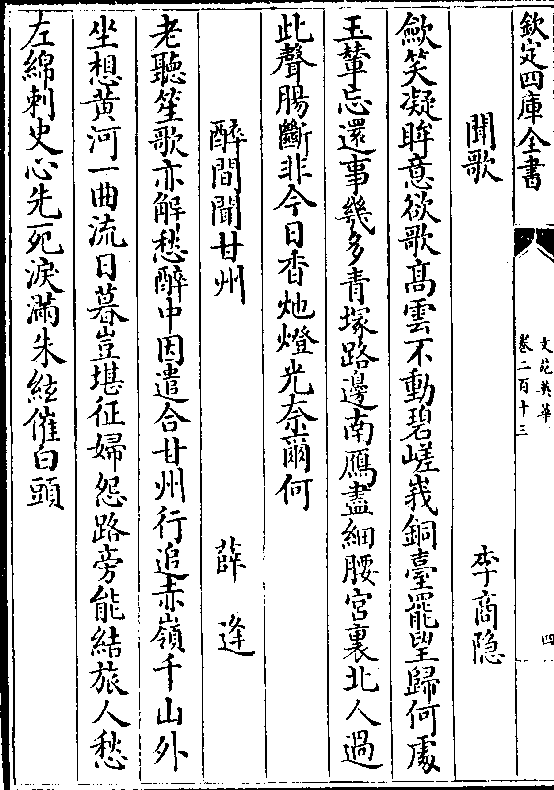 欽定四庫全書
文苑英華
卷二百十三
四
聞歌
李商隐
斂笑凝眸意欲歌髙雲不動碧嵯峩銅臺罷望歸何處
玉輦忘還事幾多青塚路邊南雁盡細腰宮裏北人過
此聲腸斷非今日香灺燈光奈爾何
醉間聞甘州
薛逢
老聽笙歌亦解愁醉中因遣合甘州行追赤嶺千山外
坐想黄河一曲流日暮豈堪征婦怨路旁能結旅人愁
左綿刺史心先死淚滿朱絃催白頭